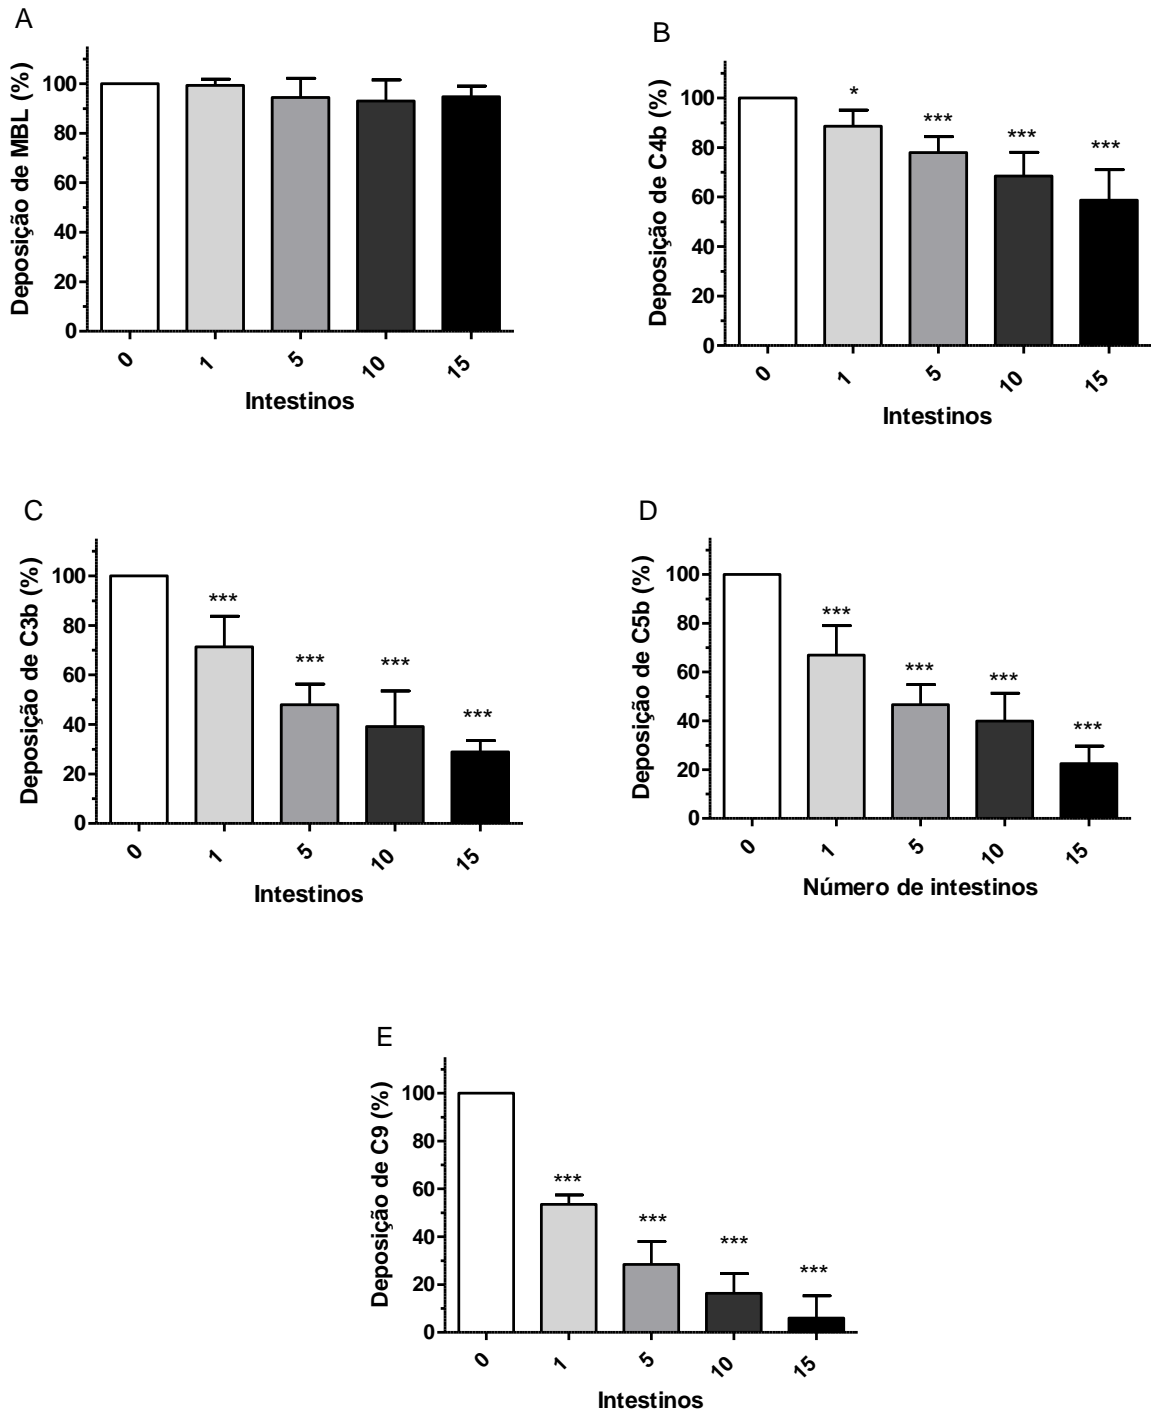 A
Deposição de MBL (%)
100
80
60
40
20
0
0 1 5 10 15
Intestinos
B
Deposição de C4b (%)
100
80
60
40
20
0
* *** *** ***
0 1 5 10 15
Intestinos
C
Deposição de C3b (%)
100
80
60
40
20
0
*** *** *** ***
0 1 5 10 15
Intestinos
D
Deposição de C5b (%)
100
80
60
40
20
0
*** *** *** ***
0 1 5 10 15
Número de intestinos
E
Deposição de C9 (%)
100
80
60
40
20
0
*** *** *** ***
0 1 5 10 15
Intestinos